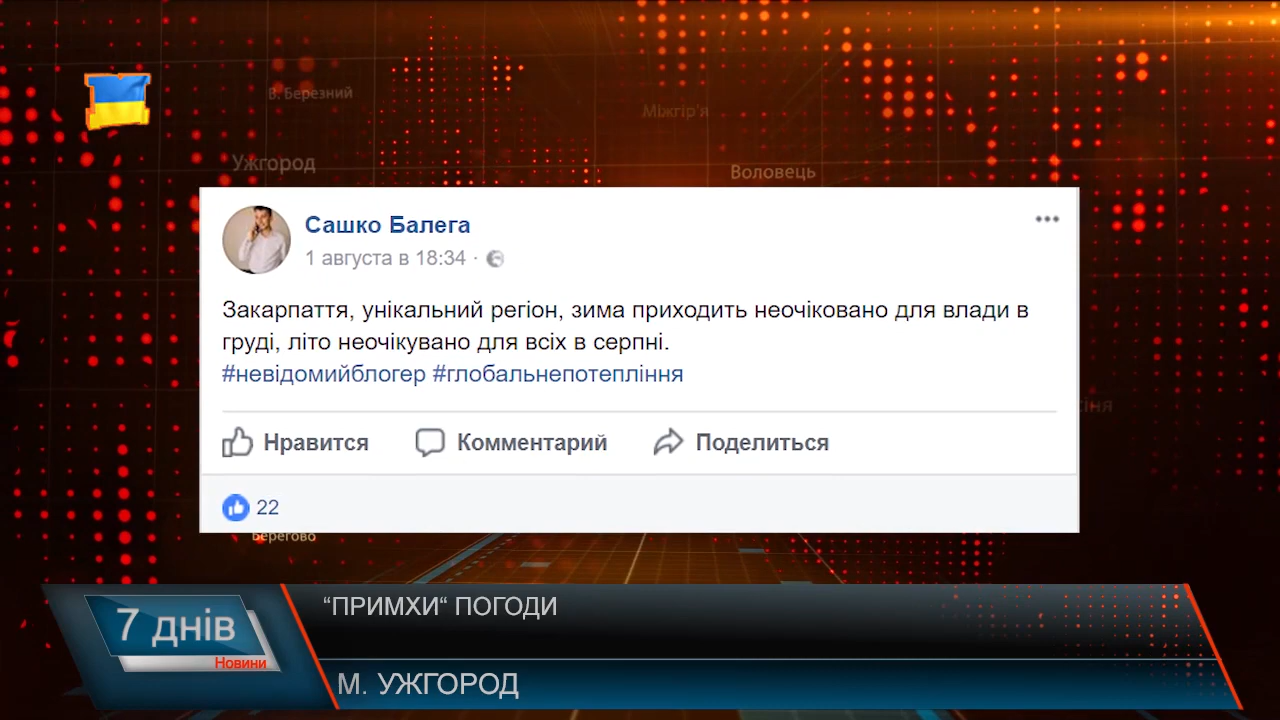 В. Березний
Міжгір'я
Ужгород
Воловець
Сашко Балега
1 августа в 18:34 ·
Закарпаття, унікальний регіон, зима приходить неочіковано для влади в
груді, літо неочікувано для всіх в серпні.
#невідомийблогер #глобальнепотепління
Нравится Комментарий Поделиться
22
Берегово
“ПРИМХИ“ ПОГОДИ
7 днів
Новини
М. УЖГОРОД